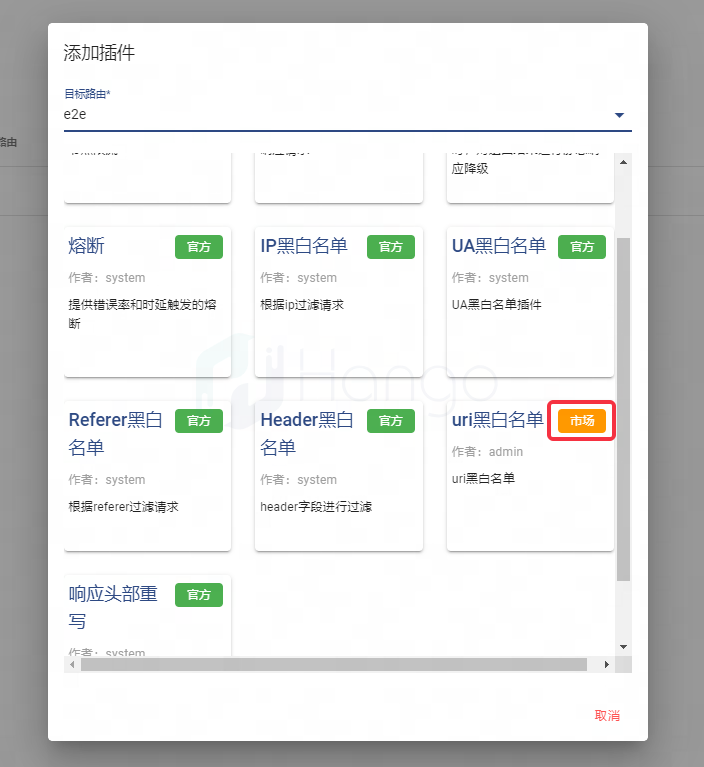 添加插件
目标路由*
e2e
路由
应降级
熔断
官方
作者：system
提供错误率和时延触发的熔
断
IP黑白名单
官方
作者：system
根据ip过滤请求
UA黑白名单
官方
作者：system
UA黑白名单插件
Hango
Referer黑白
名单
官方
作者：system
根据referer过滤请求
Header黑白
名单
官方
作者：system
header字段进行过滤
uri黑白名单
市场
作者：admin
uri黑白名单
响应头部重
写
官方
作者：system
取消